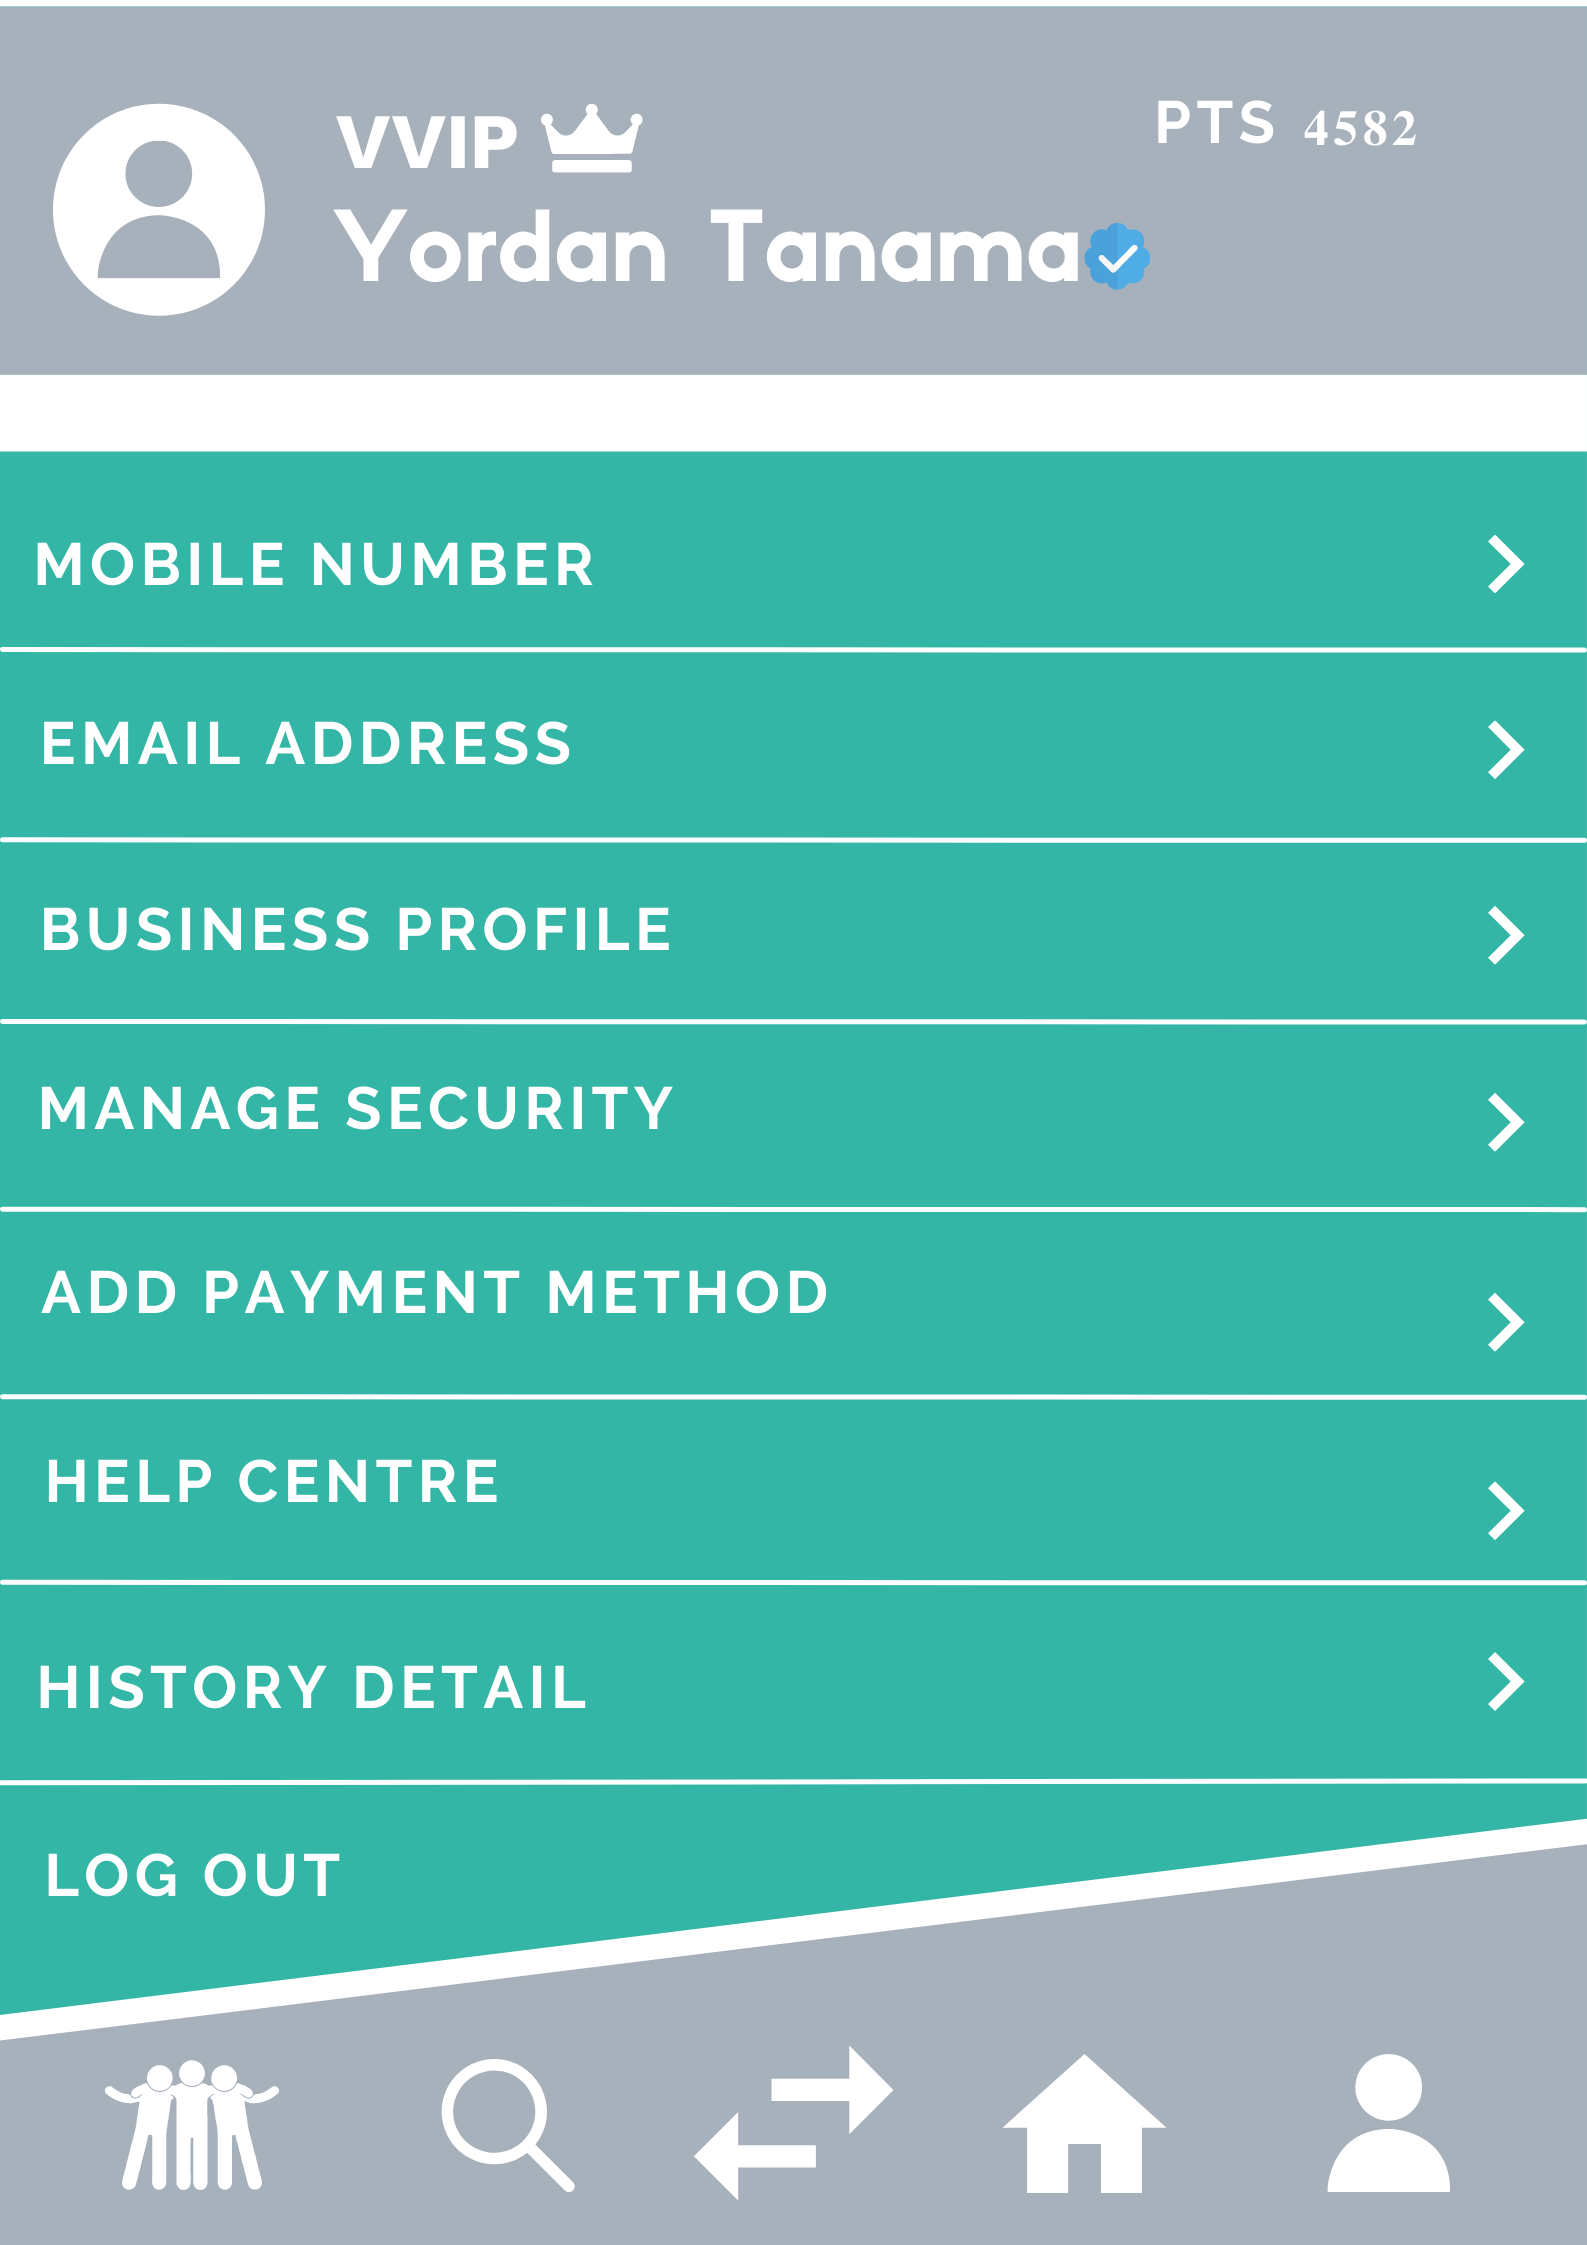 VVIP
PTS 4582
Yordan Tanama
MOBILE NUMBER
EMAIL ADDRESS
BUSINESS PROFILE
MANAGE SECURITY
ADD PAYMENT METHOD
HELP CENTRE
HISTORY DETAIL
LOG OUT